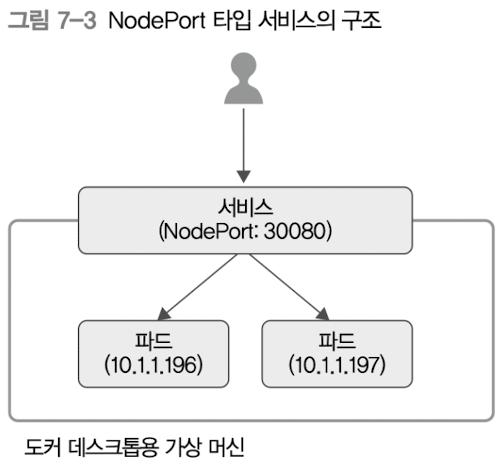 그림 7-3 NodePort 타입 서비스의 구조
서비스
(NodePort: 30080)
파드
(10.1.1.196)
파드
(10.1.1.197)
도커 데스크톱용 가상 머신